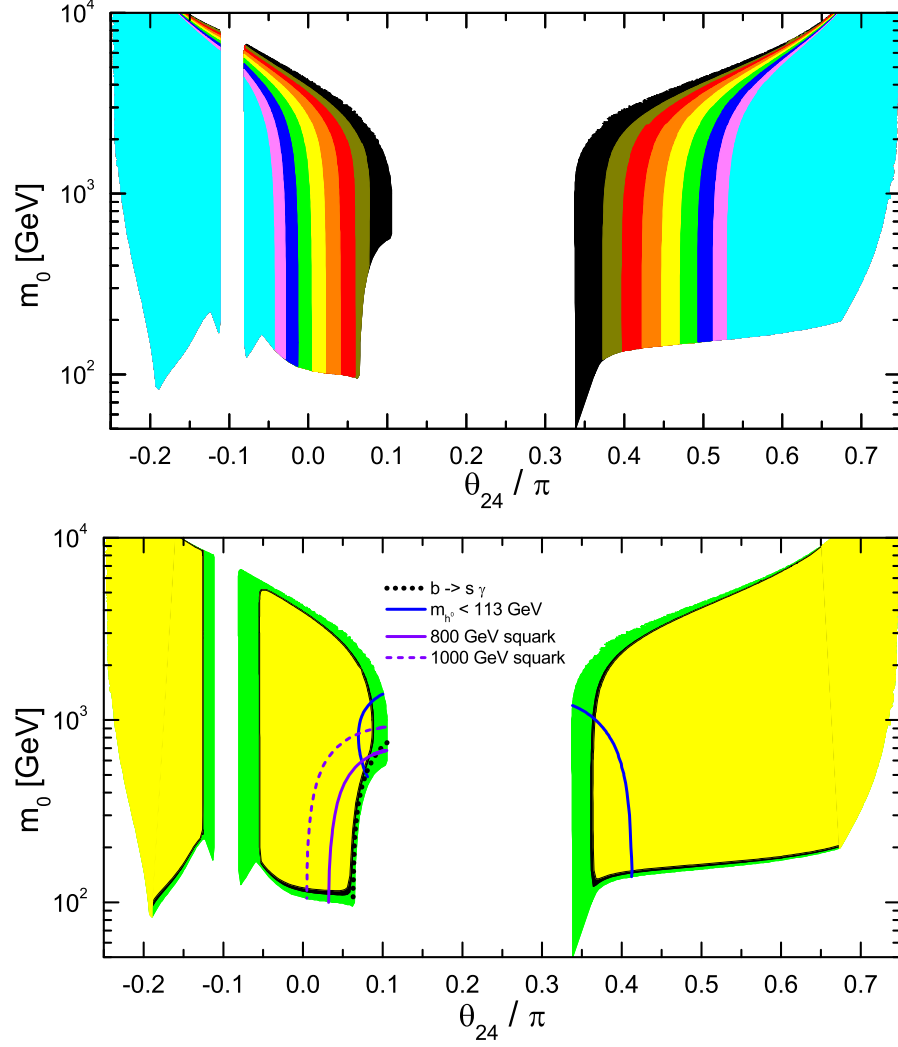 10⁴
10³
10²
m₀ [GeV]
-0.2 -0.1 0.0 0.1 0.2 0.3 0.4 0.5 0.6 0.7
θ₂₄ / π
10⁴
10³
10²
m₀ [GeV]
b -> s γ
m_h⁰ < 113 GeV
800 GeV squark
1000 GeV squark
-0.2 -0.1 0.0 0.1 0.2 0.3 0.4 0.5 0.6 0.7
θ₂₄ / π